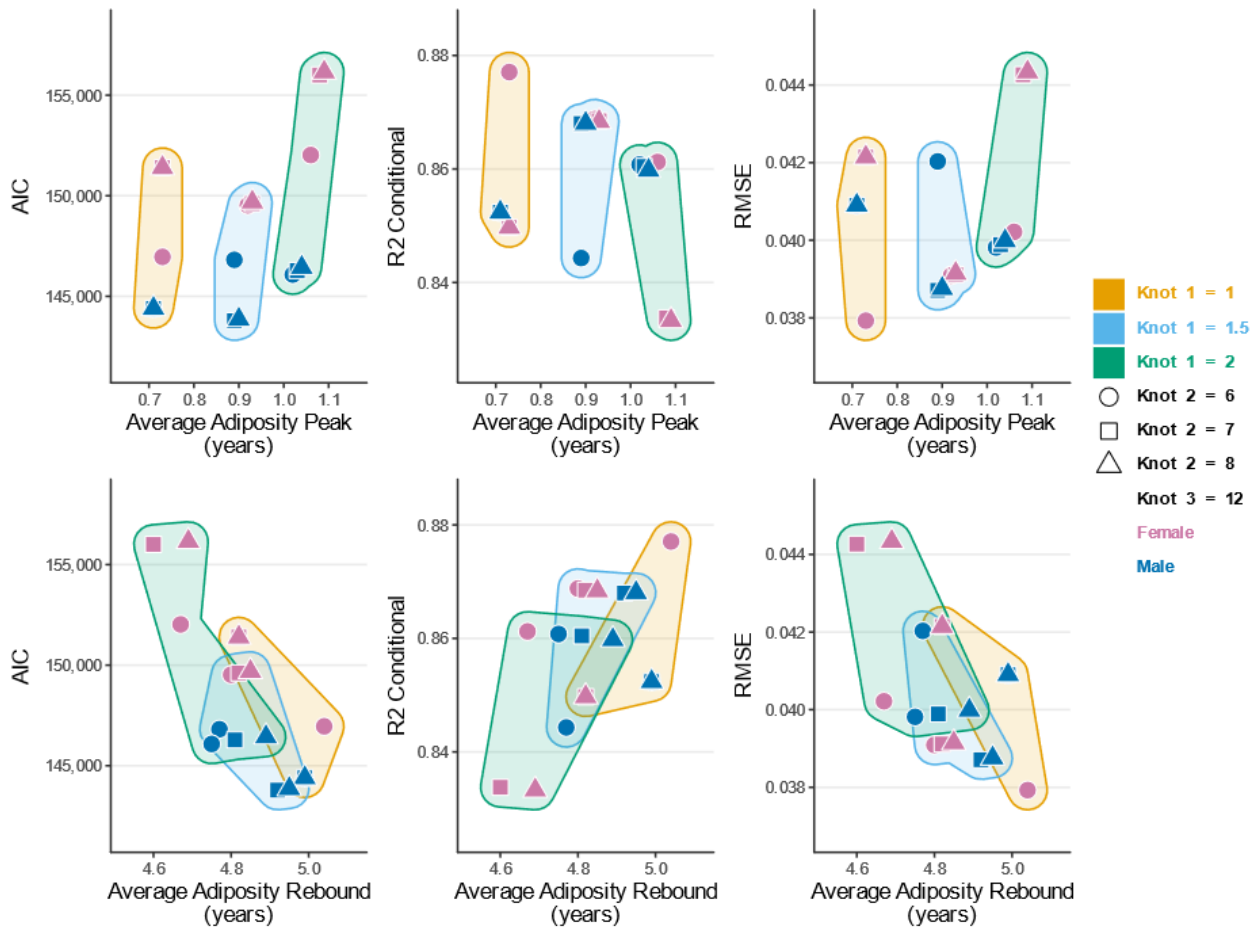 AIC
155,000
150,000
145,000
0.7 0.8 0.9 1.0 1.1
Average Adiposity Peak
(years)
R2 Conditional
0.88
0.86
0.84
0.7 0.8 0.9 1.0 1.1
Average Adiposity Peak
(years)
RMSE
0.044
0.042
0.040
0.038
0.7 0.8 0.9 1.0 1.1
Average Adiposity Peak
(years)
Knot 1 = 1
Knot 1 = 1.5
Knot 1 = 2
Knot 2 = 6
Knot 2 = 7
Knot 2 = 8
Knot 3 = 12
Female
Male
AIC
155,000
150,000
145,000
4.6 4.8 5.0
Average Adiposity Rebound
(years)
R2 Conditional
0.88
0.86
0.84
4.6 4.8 5.0
Average Adiposity Rebound
(years)
RMSE
0.044
0.042
0.040
0.038
4.6 4.8 5.0
Average Adiposity Rebound
(years)